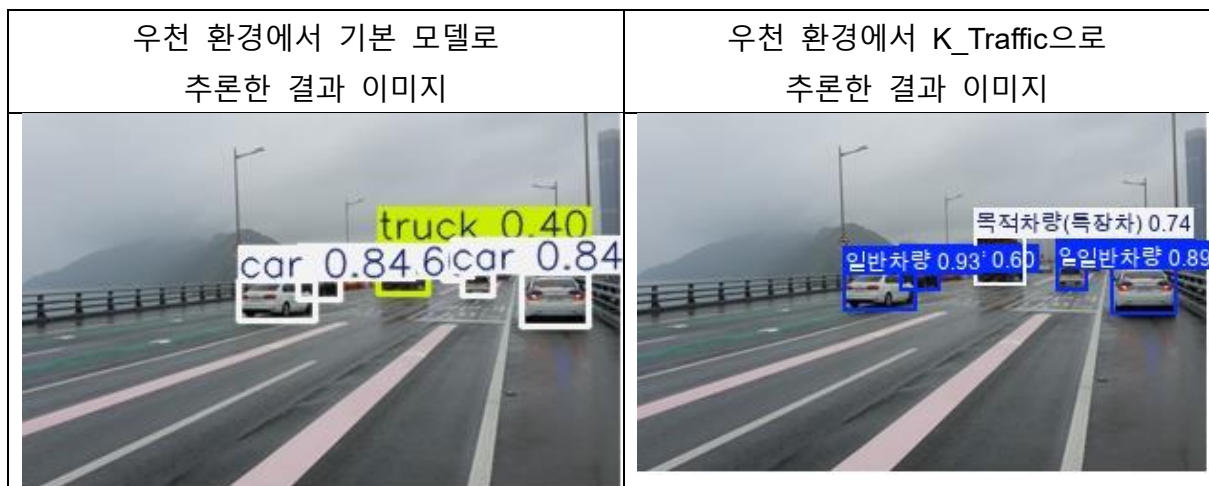 우천 환경에서 기본 모델로
추론한 결과 이미지
우천 환경에서 K_Traffic으로
추론한 결과 이미지
truck 0.40
car 0.84
car 0.84
목적차량(특장차) 0.74
일반차량 0.93
0.60
일반차량 0.89